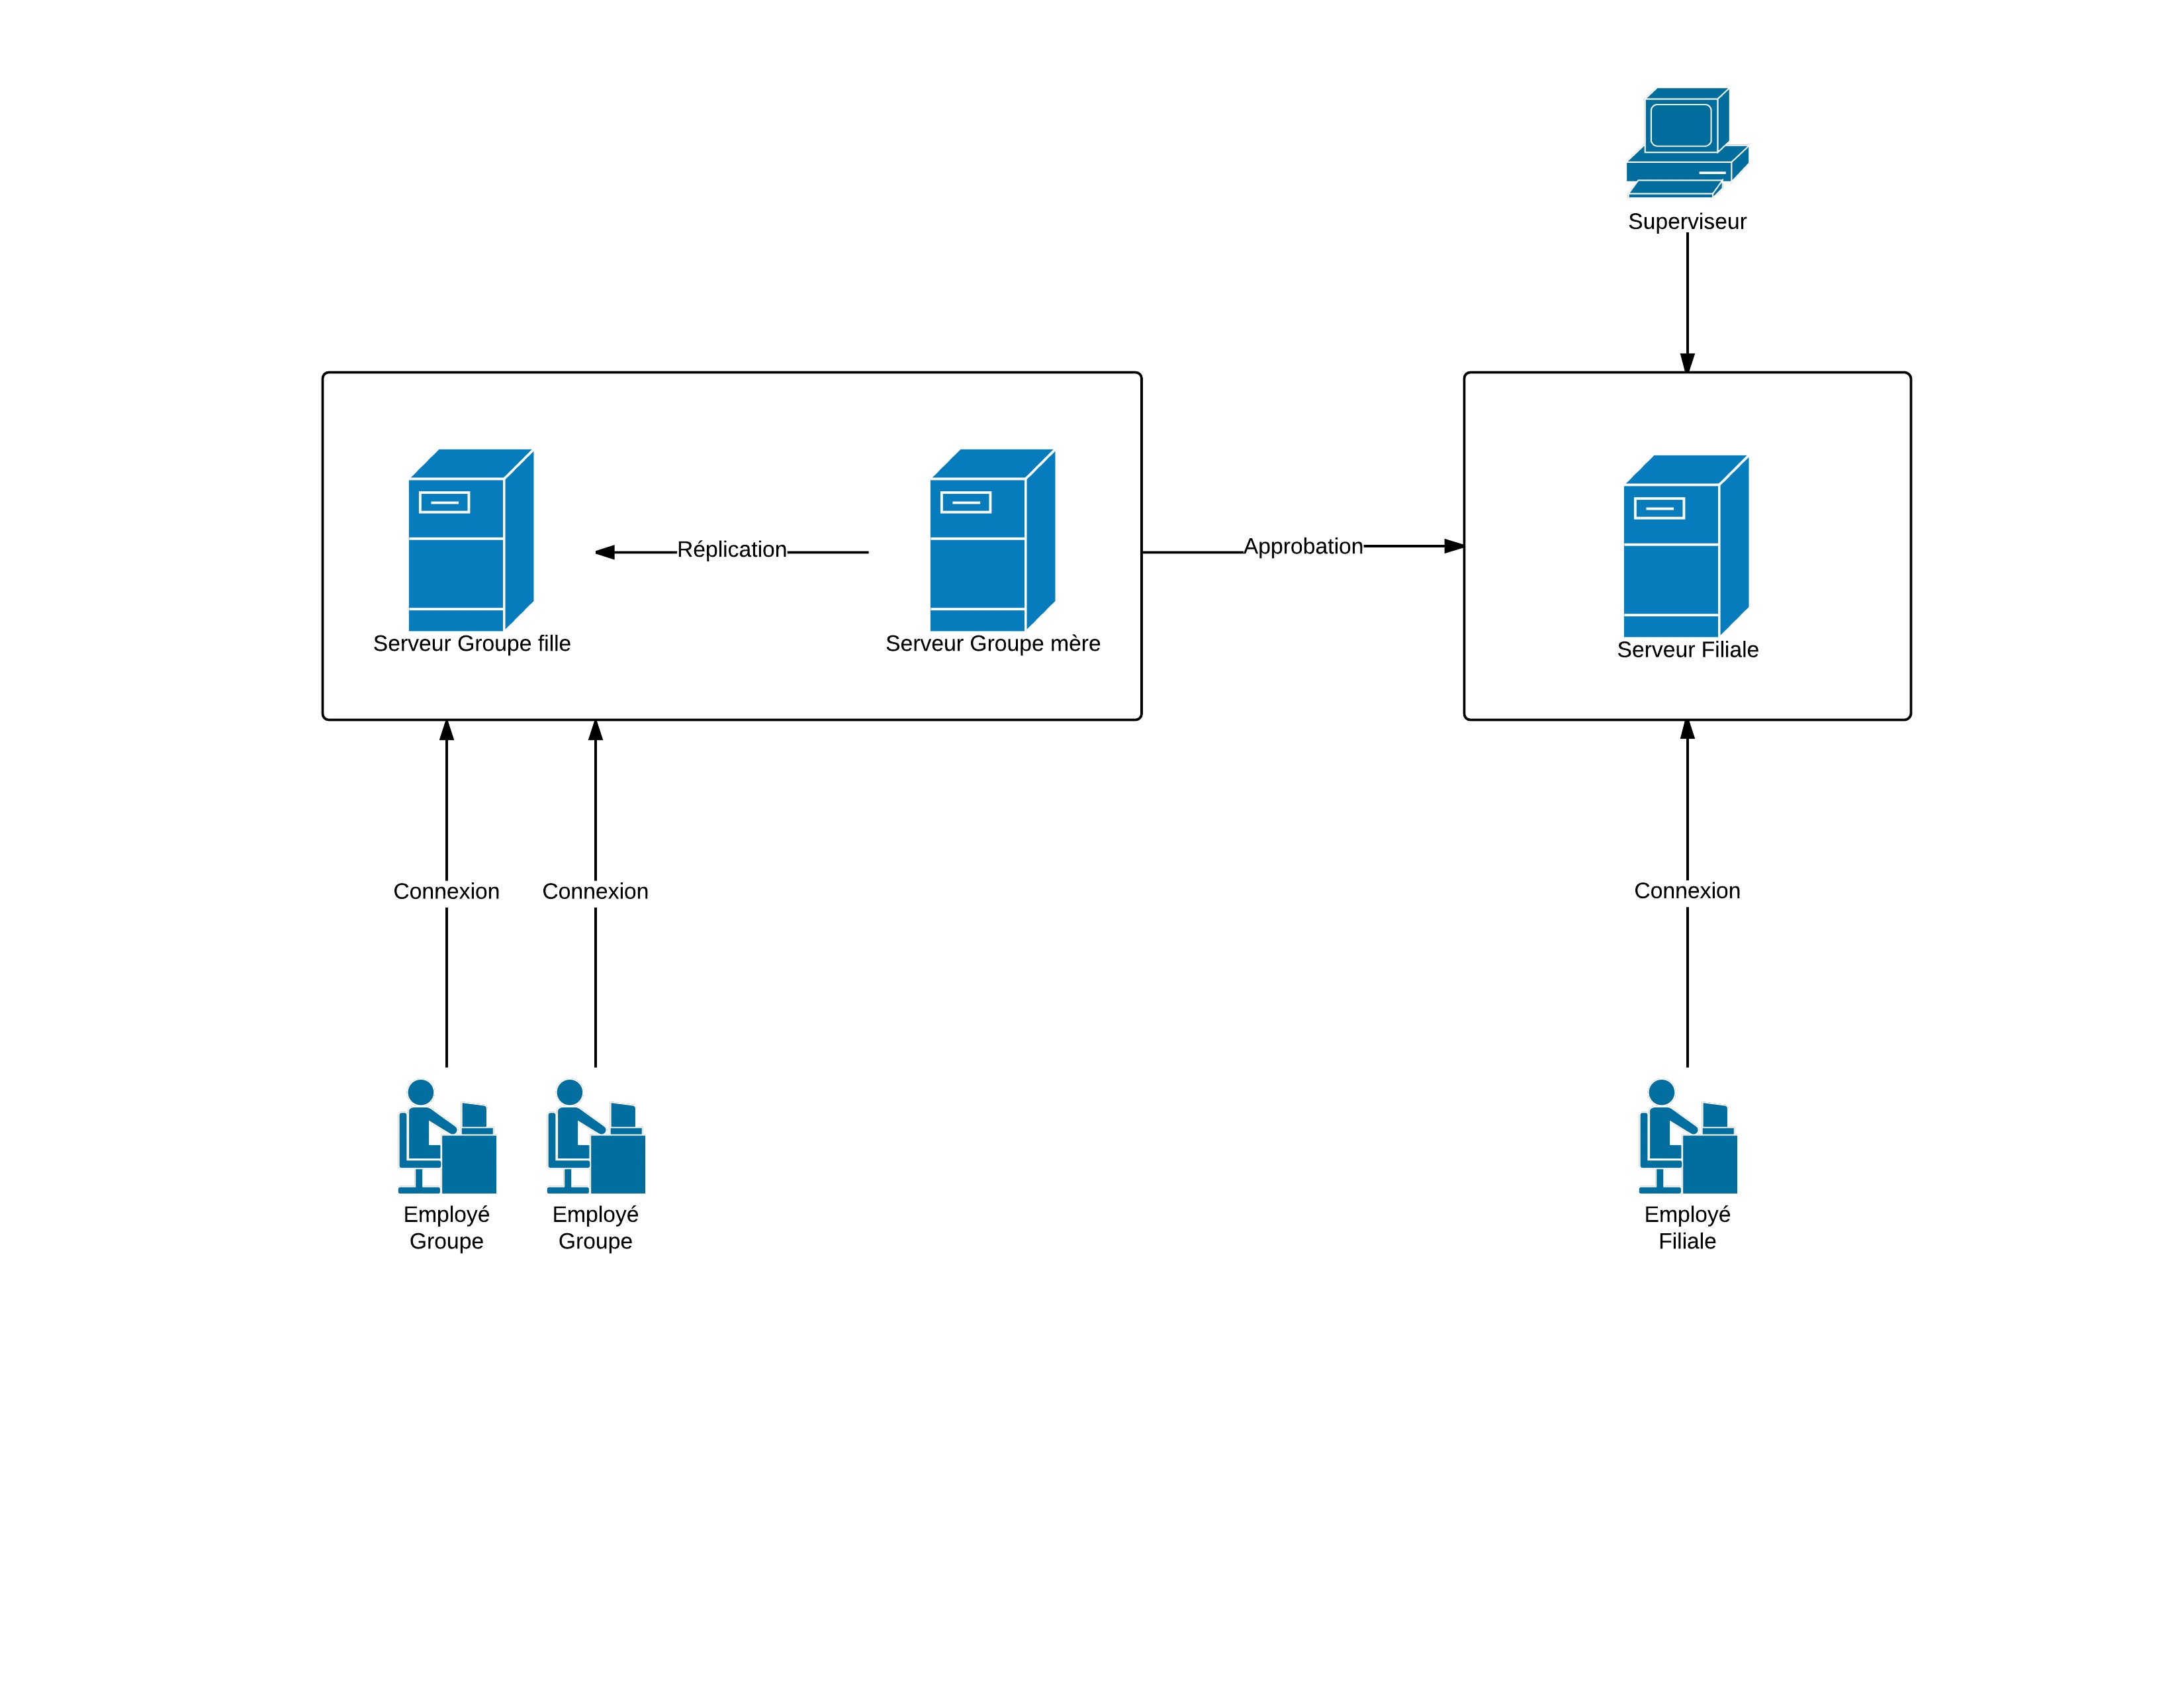 Superviseur
Réplication
Approbation
Serveur Groupe fille
Serveur Groupe mère
Serveur Filiale
Connexion
Connexion
Connexion
Employé
Groupe
Employé
Groupe
Employé
Filiale